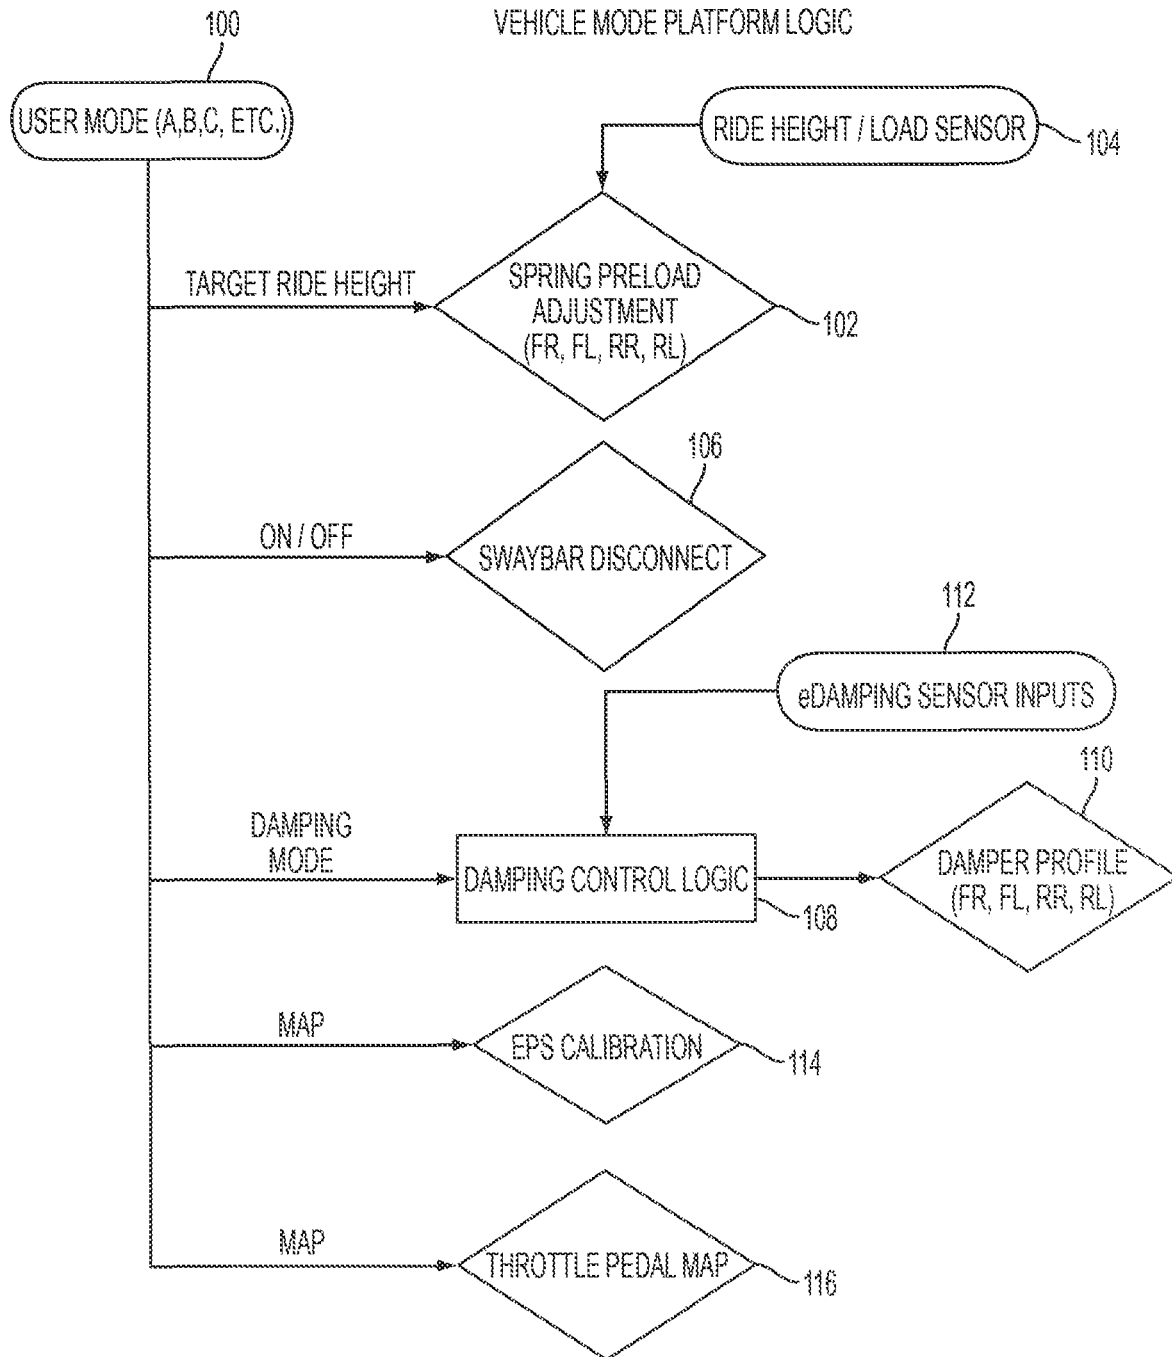 VEHICLE MODE PLATFORM LOGIC
100
USER MODE (A,B,C, ETC.)
RIDE HEIGHT / LOAD SENSOR
104
TARGET RIDE HEIGHT
SPRING PRELOAD
ADJUSTMENT
(FR, FL, RR, RL)
102
106
ON / OFF
SWAYBAR DISCONNECT
112
eDAMPING SENSOR INPUTS
110
DAMPING
MODE
DAMPING CONTROL LOGIC
108
DAMPER PROFILE
(FR, FL, RR, RL)
MAP
EPS CALIBRATION
114
MAP
THROTTLE PEDAL MAP
116